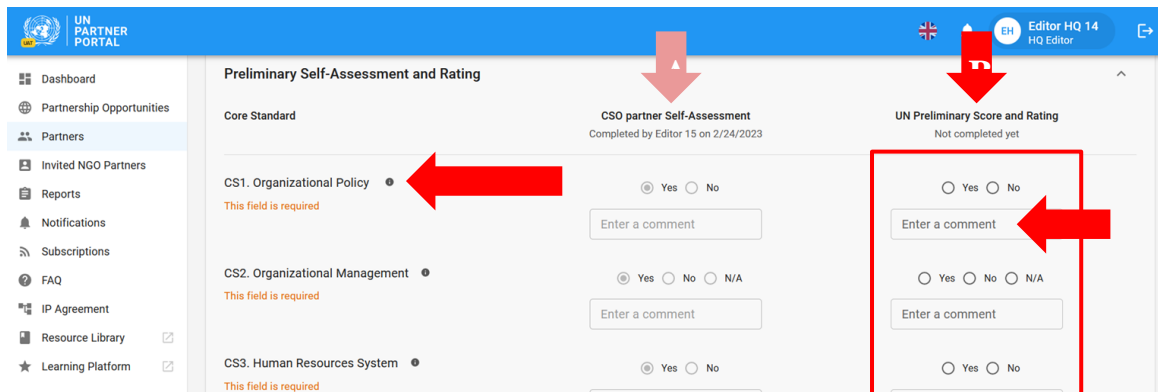 UN
PARTNER
PORTAL
UAT
EH
Editor HQ 14
HQ Editor
Dashboard
Partnership Opportunities
Partners
Invited NGO Partners
Reports
Notifications
Subscriptions
FAQ
IP Agreement
Resource Library
Learning Platform
Preliminary Self-Assessment and Rating
Core Standard
CSO partner Self-Assessment
Completed by Editor 15 on 2/24/2023
UN Preliminary Score and Rating
Not completed yet
CS1. Organizational Policy
This field is required
Yes No
Enter a comment
Yes No
Enter a comment
CS2. Organizational Management
This field is required
Yes No N/A
Enter a comment
Yes No N/A
Enter a comment
CS3. Human Resources System
This field is required
Yes No
Yes No